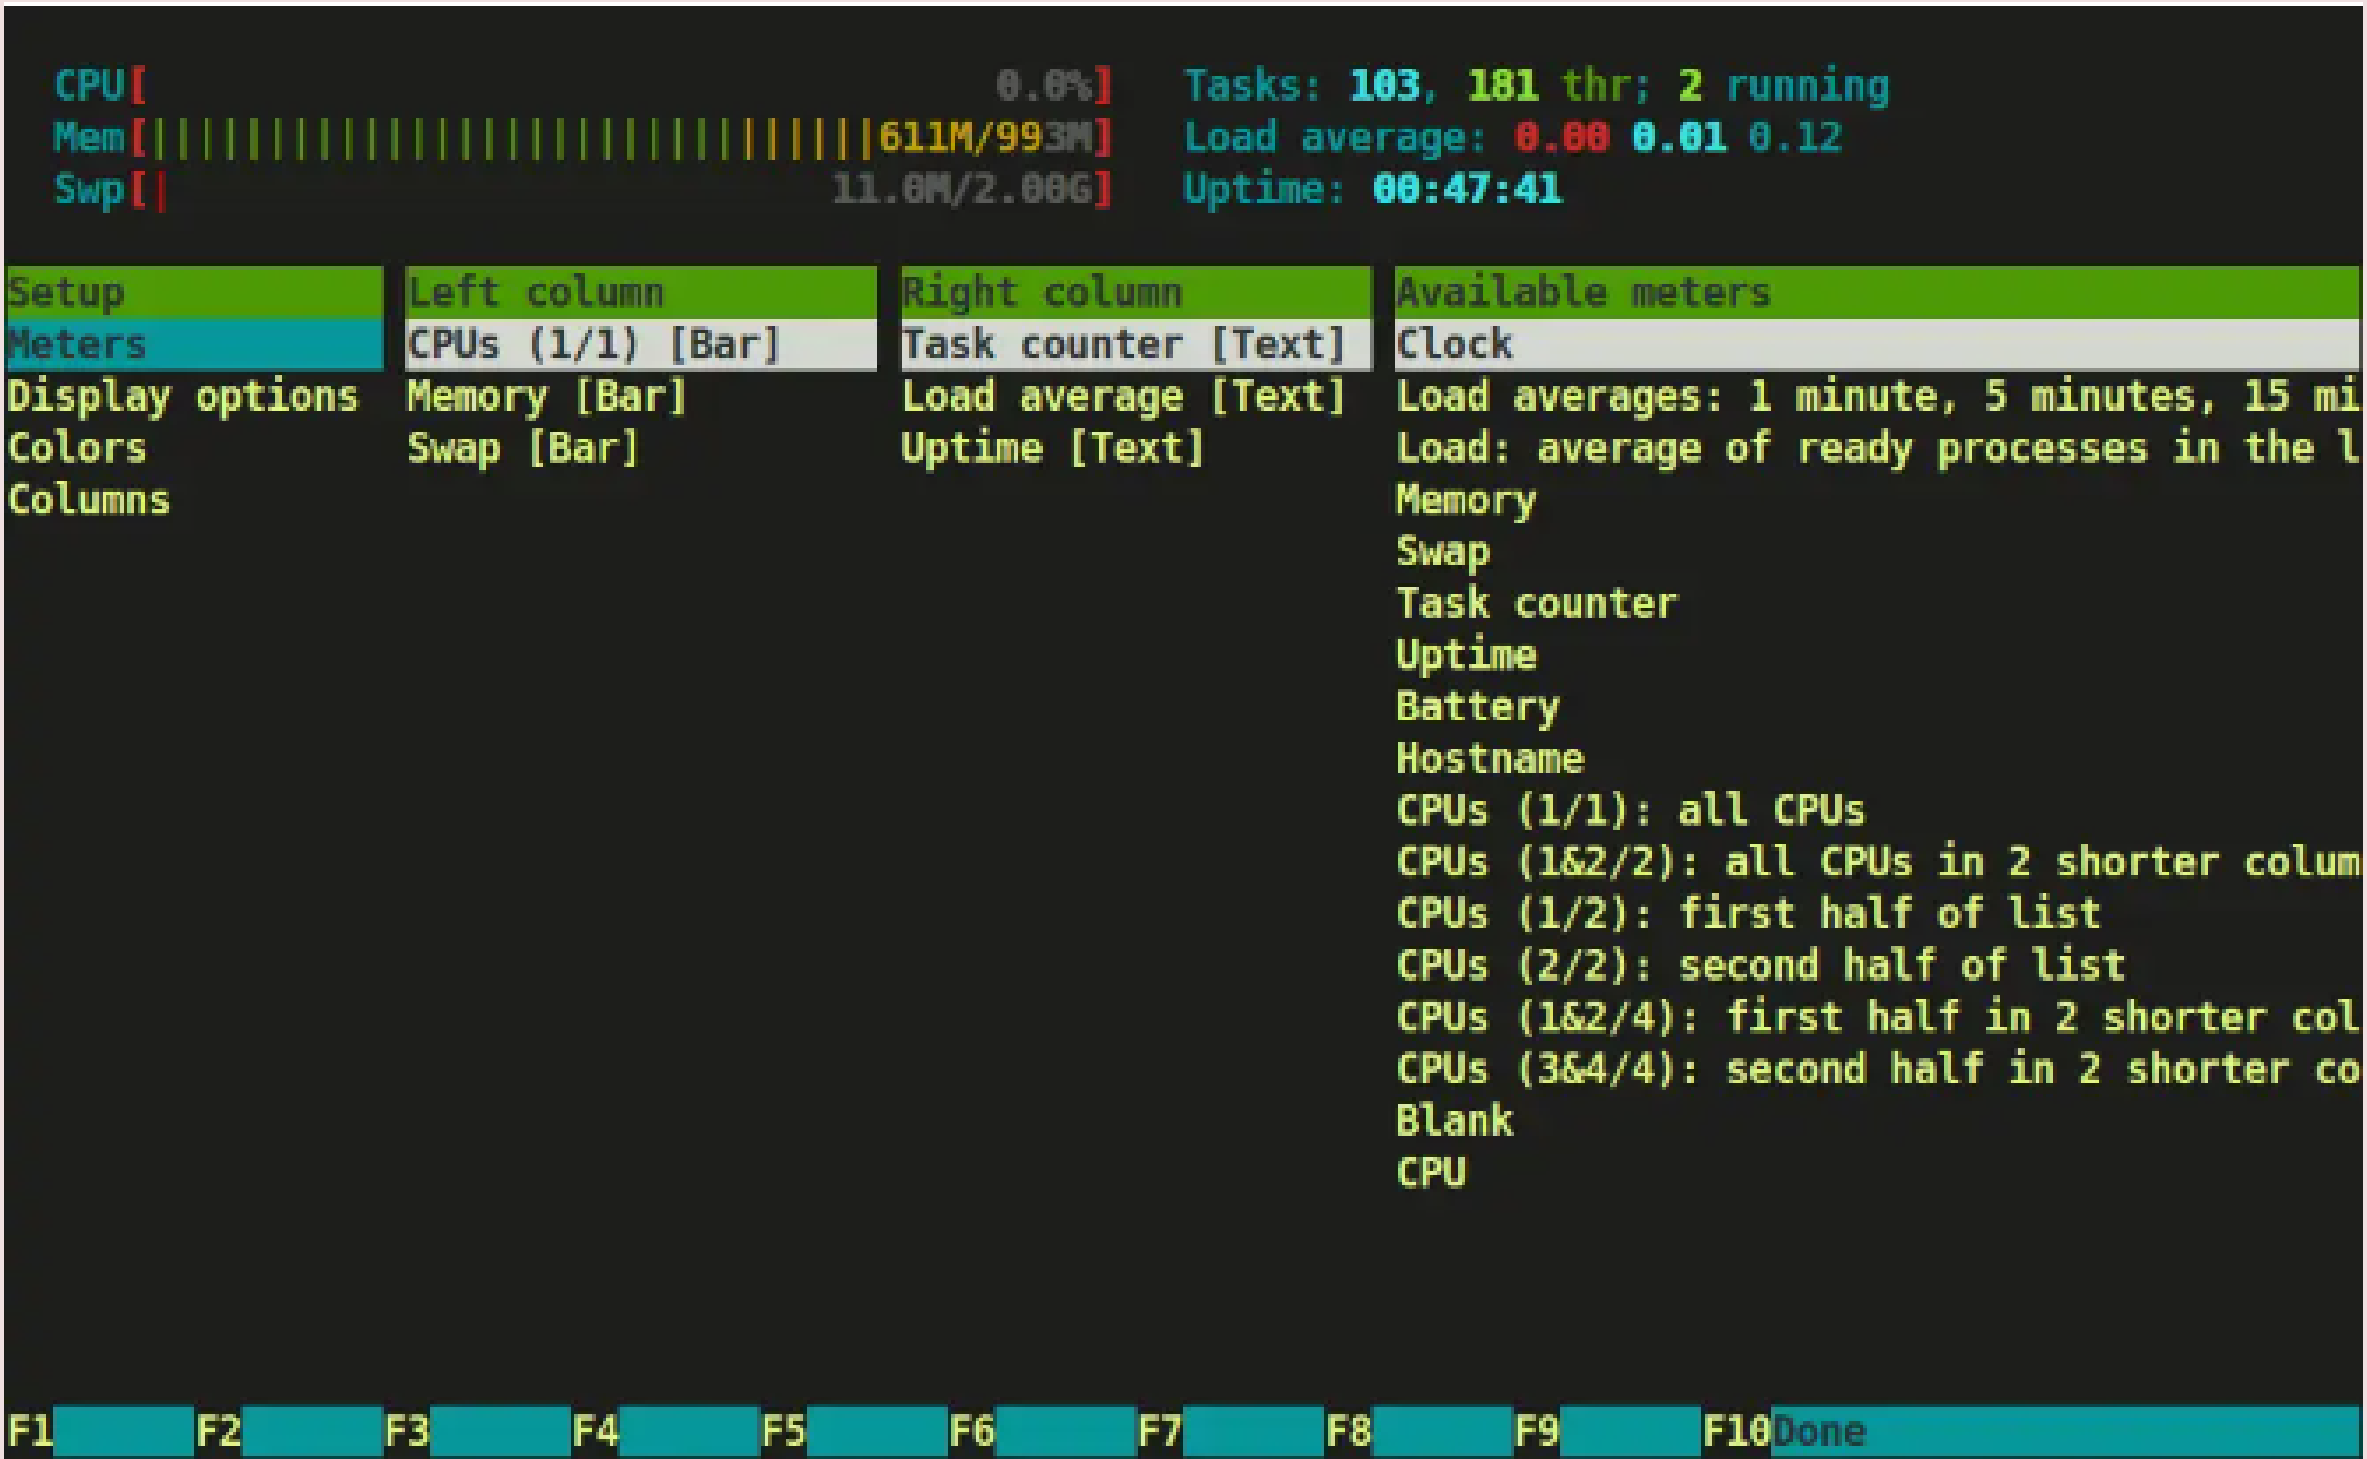 CPU[ 0.0%]
Mem[|||||||||||||||||||||||||||||||611M/993M]
Swp[| 11.0M/2.00G]
Tasks: 103, 181 thr; 2 running
Load average: 0.00 0.01 0.12
Uptime: 00:47:41
Setup
Meters
Display options
Colors
Columns
Left column
CPUs (1/1) [Bar]
Memory [Bar]
Swap [Bar]
Right column
Task counter [Text]
Load average [Text]
Uptime [Text]
Available meters
Clock
Load averages: 1 minute, 5 minutes, 15 mi
Load: average of ready processes in the l
Memory
Swap
Task counter
Uptime
Battery
Hostname
CPUs (1/1): all CPUs
CPUs (1&2/2): all CPUs in 2 shorter colum
CPUs (1/2): first half of list
CPUs (2/2): second half of list
CPUs (1&2/4): first half in 2 shorter col
CPUs (3&4/4): second half in 2 shorter co
Blank
CPU
F1 F2 F3 F4 F5 F6 F7 F8 F9 F10Done